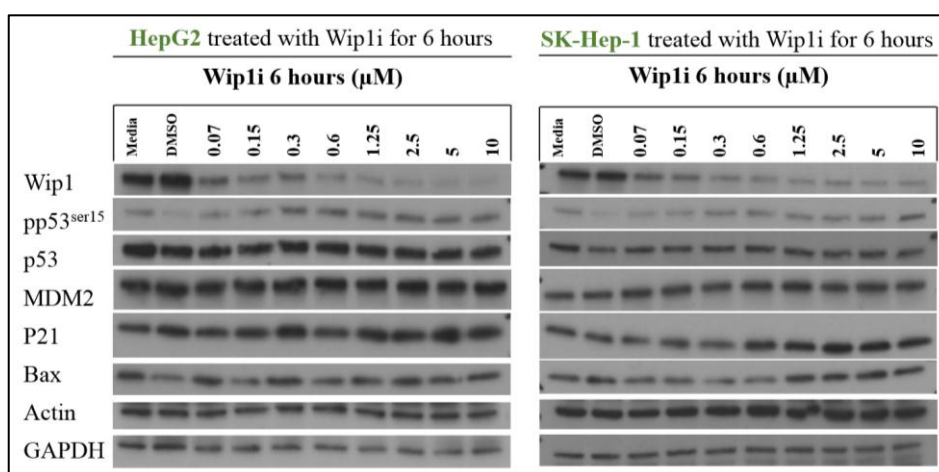 HepG2 treated with Wip1i for 6 hours
Wip1i 6 hours (µM)
Media DMSO 0.07 0.15 0.3 0.6 1.25 2.5 5 10
SK-Hep-1 treated with Wip1i for 6 hours
Wip1i 6 hours (µM)
Media DMSO 0.07 0.15 0.3 0.6 1.25 2.5 5 10
Wip1
pp53ser15
p53
MDM2
P21
Bax
Actin
GAPDH